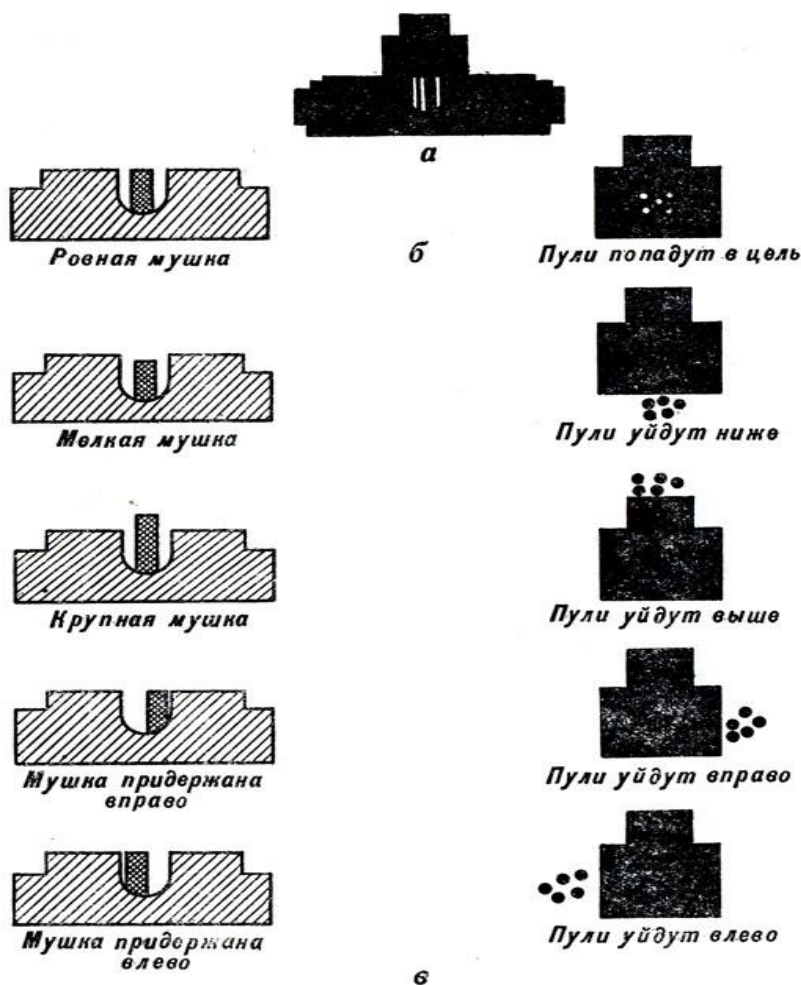 а
Ровная мушка
б
Пули попадут в цель
Мелкая мушка
Пули уйдут ниже
Крупная мушка
Пули уйдут выше
Мушка придержана
вправо
Пули уйдут вправо
Мушка придержана
влево
Пули уйдут влево
в